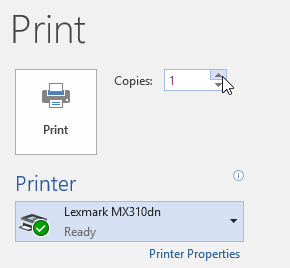 Print
Copies: 1
Print
Printer
Lexmark MX310dn
Ready
Printer Properties